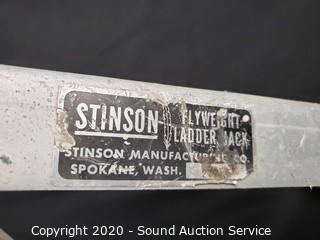 STINSON
FLYWEIGHT
LADDER JACK
STINSON MANUFACTURING CO.
SPOKANE, WASH.
Copyright 2020 - Sound Auction Service